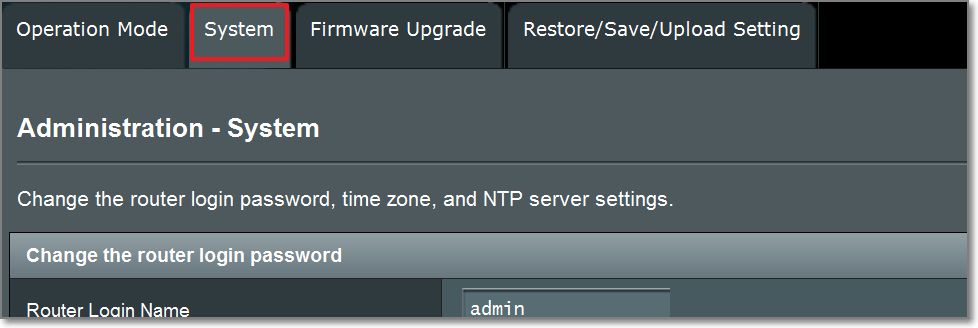 Operation Mode System Firmware Upgrade Restore/Save/Upload Setting
Administration - System
Change the router login password, time zone, and NTP server settings.
Change the router login password
Router Login Name admin